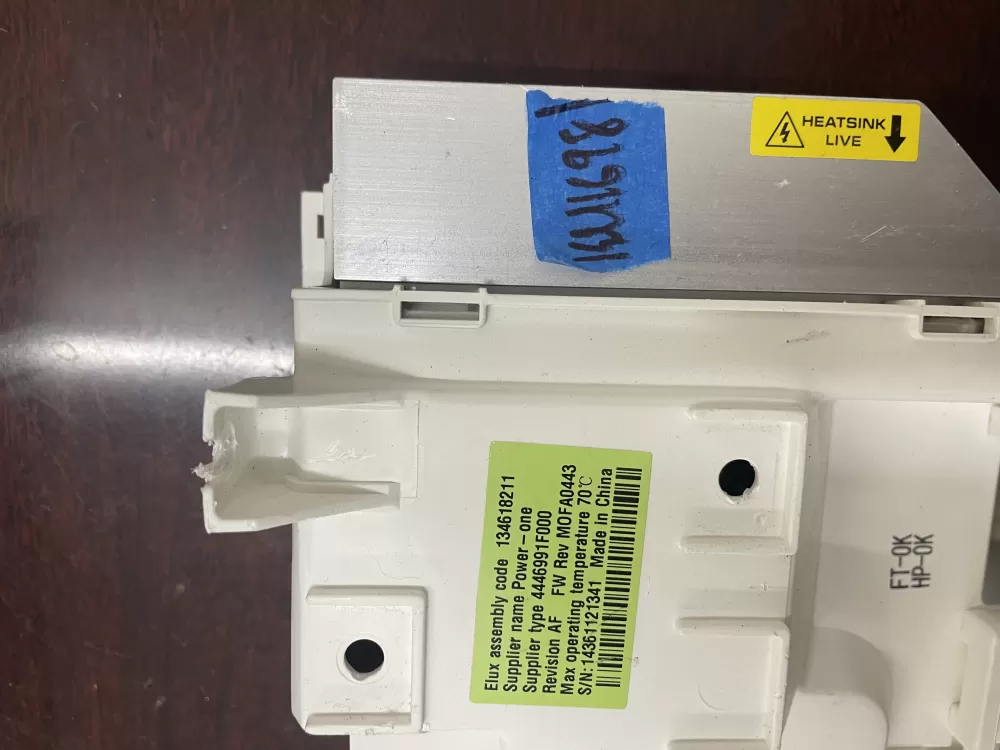 HEATSINK
LIVE
Elux assembly code 134618211
Supplier name Power-one
Supplier type 4446991F000
Revision AF FW Rev MOFA0443
Max operating temperature 70℃
S/N:14361121341 Made in China
FT-OK
HP-OK